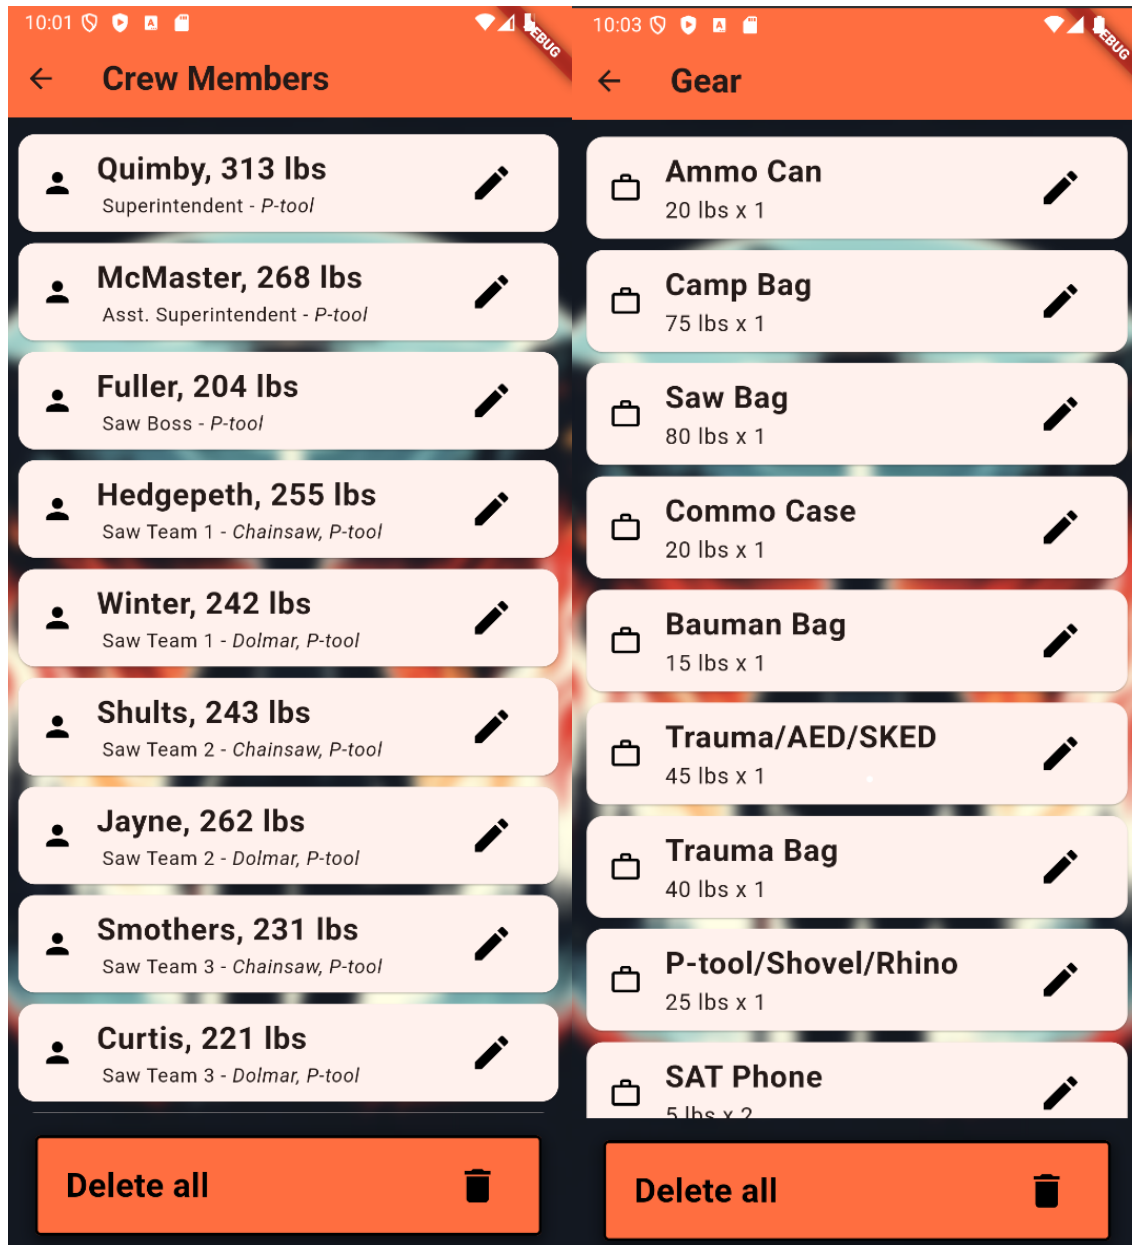 10:01
DEBUG
Crew Members
Quimby, 313 lbs
Superintendent - P-tool
McMaster, 268 lbs
Asst. Superintendent - P-tool
Fuller, 204 lbs
Saw Boss - P-tool
Hedgepeth, 255 lbs
Saw Team 1 - Chainsaw, P-tool
Winter, 242 lbs
Saw Team 1 - Dolmar, P-tool
Shults, 243 lbs
Saw Team 2 - Chainsaw, P-tool
Jayne, 262 lbs
Saw Team 2 - Dolmar, P-tool
Smothers, 231 lbs
Saw Team 3 - Chainsaw, P-tool
Curtis, 221 lbs
Saw Team 3 - Dolmar, P-tool
Delete all
10:03
DEBUG
Gear
Ammo Can
20 lbs x 1
Camp Bag
75 lbs x 1
Saw Bag
80 lbs x 1
Commo Case
20 lbs x 1
Bauman Bag
15 lbs x 1
Trauma/AED/SKED
45 lbs x 1
Trauma Bag
40 lbs x 1
P-tool/Shovel/Rhino
25 lbs x 1
SAT Phone
5 lbs x 2
Delete all